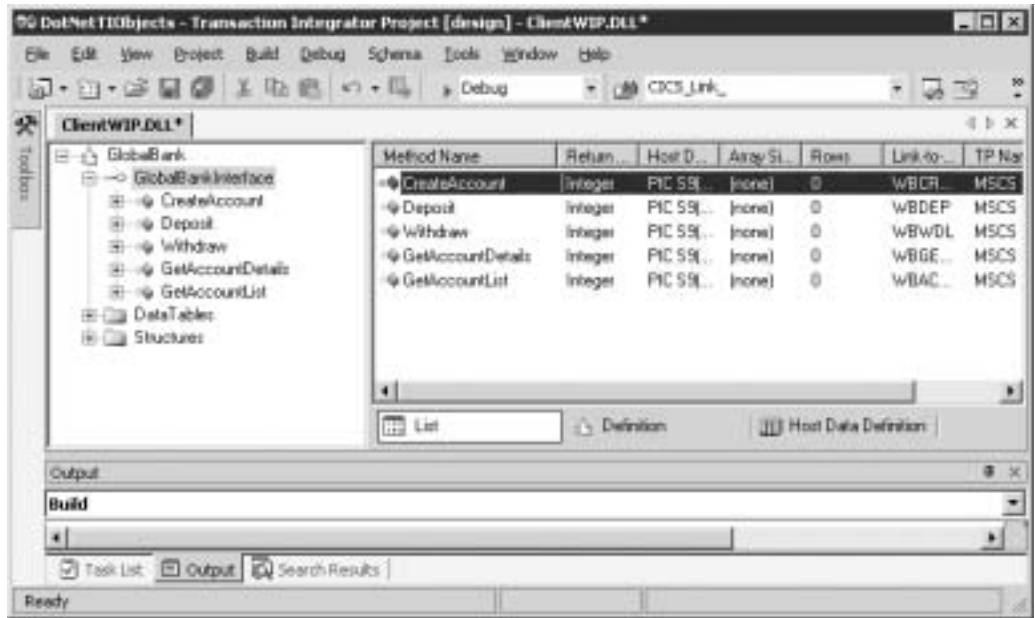 DotNetTIObjects - Transaction Integrator Project [design] - ClientWIP.DLL*
File Edit View Project Build Debug Schema Tools Window Help
Debug CICS_Link_
Toolbox
ClientWIP.DLL*
GlobalBank
GlobalBankInterface
CreateAccount
Deposit
Withdraw
GetAccountDetails
GetAccountList
DataTables
Structures
Method Name Return... Host D... Array Si... Rows Link-to-... TP Nar
CreateAccount Integer PIC S9(... (none) 0 WBCR... MSCS
Deposit Integer PIC S9(... (none) 0 WBDEP MSCS
Withdraw Integer PIC S9(... (none) 0 WBWDL MSCS
GetAccountDetails Integer PIC S9(... (none) 0 WBGE... MSCS
GetAccountList Integer PIC S9(... (none) 0 WBAC... MSCS
List Definition Host Data Definition
Output
Build
Task List Output Search Results
Ready